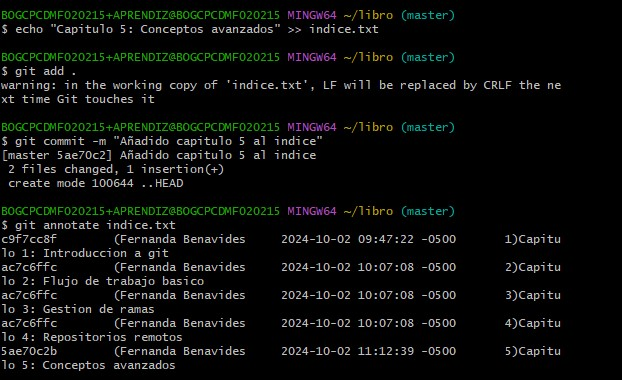 BOGCPCDMFO2O215+APRENDIZ@BOGCPCDMFO2O215 MINGW64 ~/libro (master)
$ echo "Capitulo 5: Conceptos avanzados" >> indice.txt
BOGCPCDMFO2O215+APRENDIZ@BOGCPCDMFO2O215 MINGW64 ~/libro (master)
$ git add .
warning: in the working copy of 'indice.txt', LF will be replaced by CRLF the ne
xt time Git touches it
BOGCPCDMFO2O215+APRENDIZ@BOGCPCDMFO2O215 MINGW64 ~/libro (master)
$ git commit -m "Añadido capitulo 5 al indice"
[master 5ae70c2] Añadido capitulo 5 al indice
 2 files changed, 1 insertion(+)
 create mode 100644 ..HEAD
BOGCPCDMFO2O215+APRENDIZ@BOGCPCDMFO2O215 MINGW64 ~/libro (master)
$ git annotate indice.txt
c9f7cc8f        (Fernanda Benavides     2024-10-02 09:47:22 -0500       1)Capitu
lo 1: Introduccion a git
ac7c6ffc        (Fernanda Benavides     2024-10-02 10:07:08 -0500       2)Capitu
lo 2: Flujo de trabajo basico
ac7c6ffc        (Fernanda Benavides     2024-10-02 10:07:08 -0500       3)Capitu
lo 3: Gestion de ramas
ac7c6ffc        (Fernanda Benavides     2024-10-02 10:07:08 -0500       4)Capitu
lo 4: Repositorios remotos
5ae70c2b        (Fernanda Benavides     2024-10-02 11:12:39 -0500       5)Capitu
lo 5: Conceptos avanzados